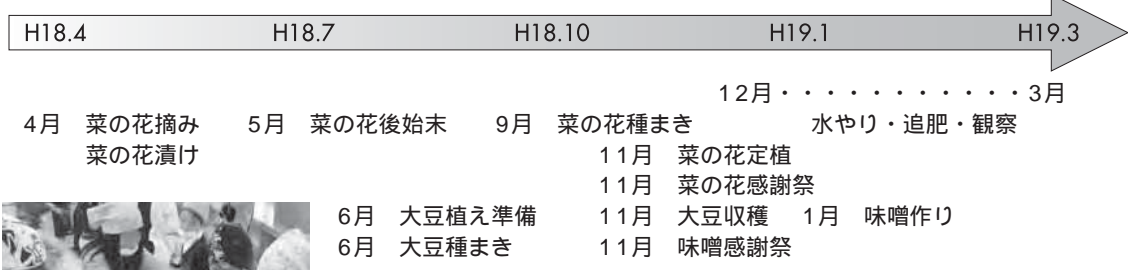 H18.4 H18.7 H18.10 H19.1 H19.3
12月・・・・・・・・・・・3月
4月 菜の花摘み 5月 菜の花後始末 9月 菜の花種まき 水やり・追肥・観察
菜の花漬け 11月 菜の花定植
11月 菜の花感謝祭
6月 大豆植え準備 11月 大豆収穫 1月 味噌作り
6月 大豆種まき 11月 味噌感謝祭